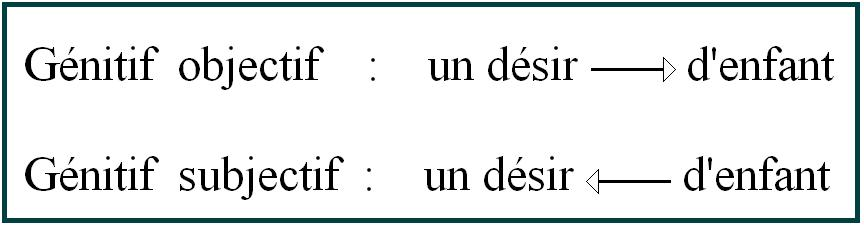 Génitif objectif : un désir → d'enfant
Génitif subjectif : un désir ← d'enfant